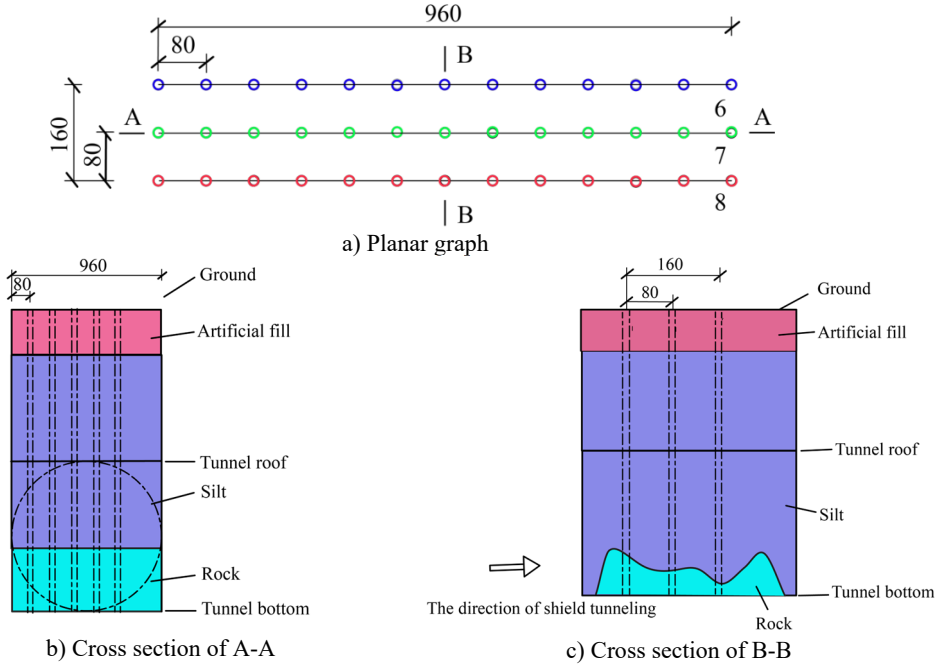 960
80
B
160
80
A
A
6
7
8
B
a) Planar graph
960
80
Ground
Artificial fill
Tunnel roof
Silt
Rock
Tunnel bottom
b) Cross section of A-A
160
80
Ground
Artificial fill
Tunnel roof
Silt
The direction of shield tunneling
Tunnel bottom
Rock
c) Cross section of B-B